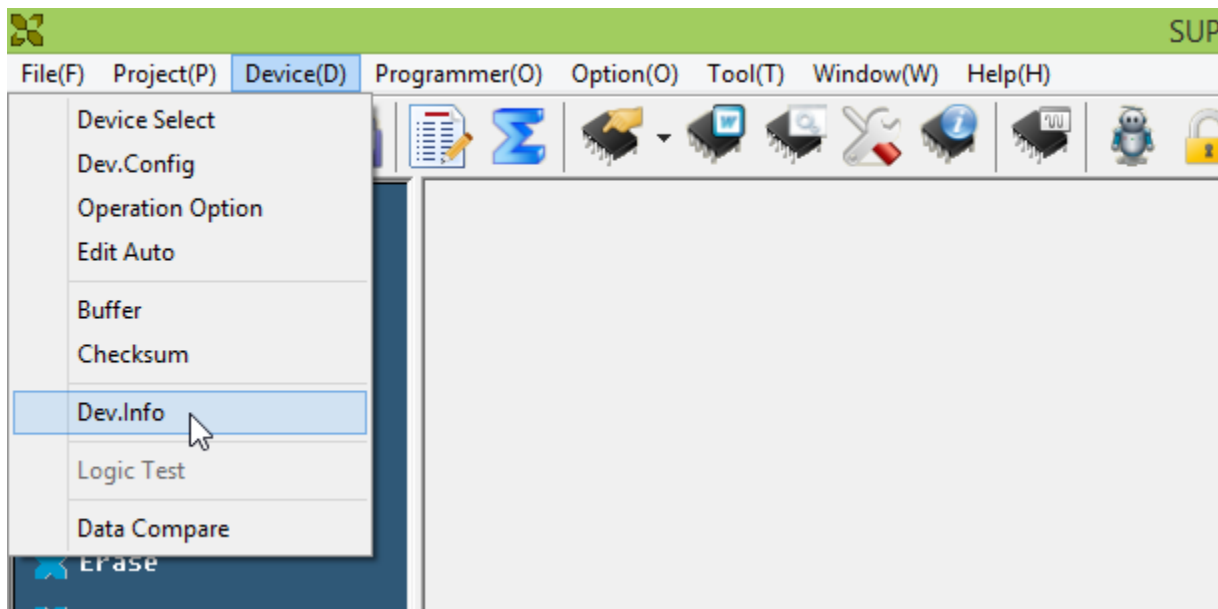 SUP
File(F) Project(P) Device(D) Programmer(O) Option(O) Tool(T) Window(W) Help(H)
Device Select
Dev.Config
Operation Option
Edit Auto
Buffer
Checksum
Dev.Info
Logic Test
Data Compare
Erase